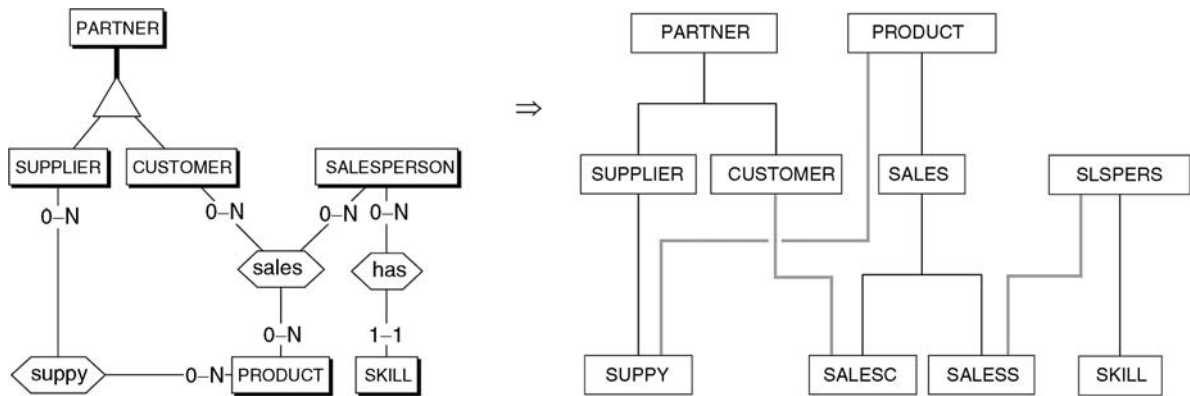 PARTNER
SUPPLIER
CUSTOMER
SALESPERSON
0–N
0–N
0–N
0–N
sales
has
0–N
1–1
suppy
0–N
PRODUCT
SKILL
⇒
PARTNER
PRODUCT
SUPPLIER
CUSTOMER
SALES
SLSPERS
SUPPY
SALESC
SALESS
SKILL